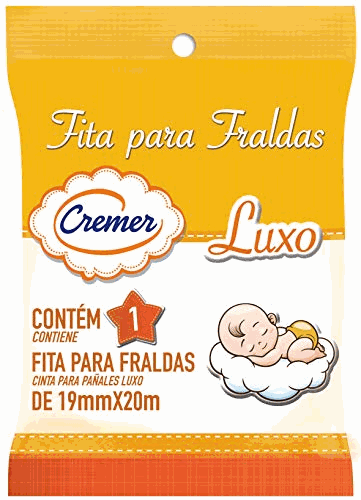 Fita para Fraldas
Cremer
Luxo
CONTÉM 1
CONTIENE
FITA PARA FRALDAS
CINTA PARA PAÑALES LUXO
DE 19mmX20m